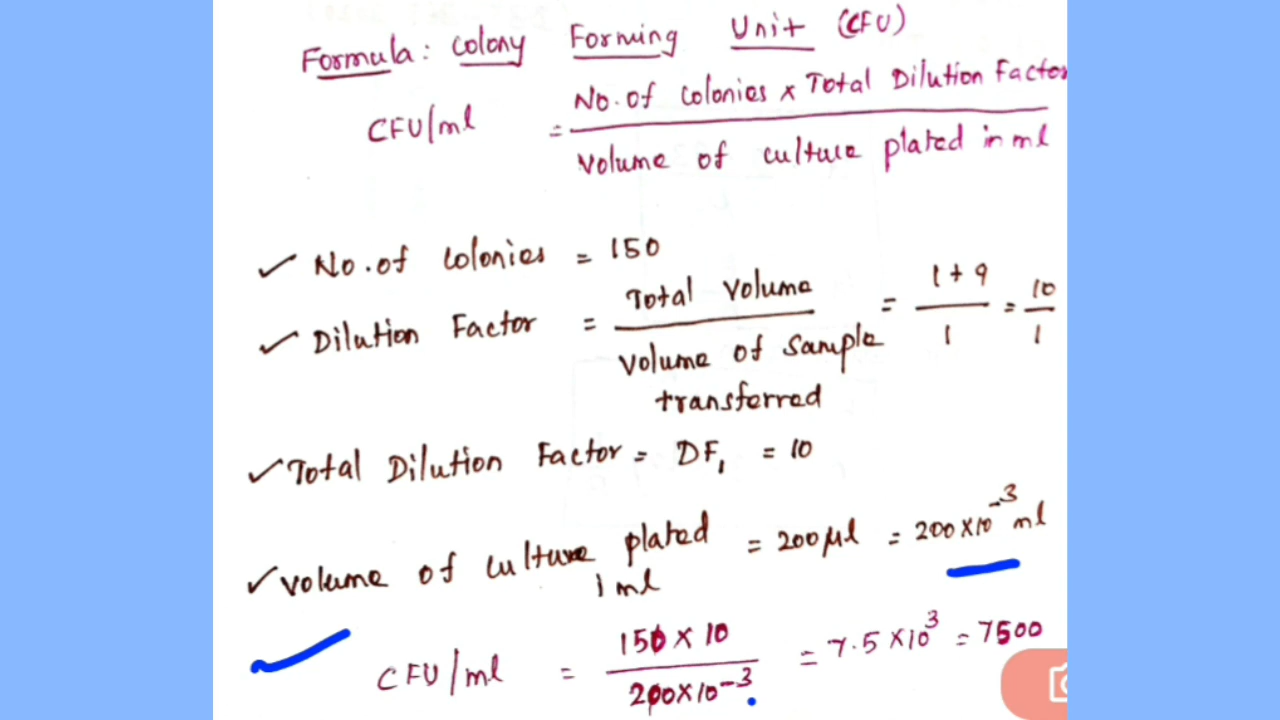 Formula: Colony Forming Unit (CFU)
CFU/ml = No. of Colonies x Total Dilution Factor
Volume of culture plated in ml
✓ No. of Colonies = 150
✓ Dilution Factor = Total Volume / Volume of Sample transferred = 1+9 / 1 = 10 / 1
✓ Total Dilution Factor = DF₁ = 10
✓ Volume of culture plated = 200 µl = 200 x 10⁻³ ml
1 ml
CFU/ml = 150 x 10 / 200 x 10⁻³ = 7.5 x 10³ = 7500